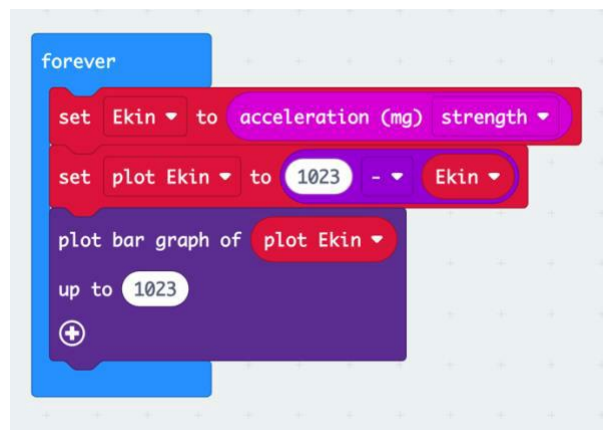 forever
set Ekin to acceleration (mg) strength
set plot Ekin to 1023 - Ekin
plot bar graph of plot Ekin
up to 1023